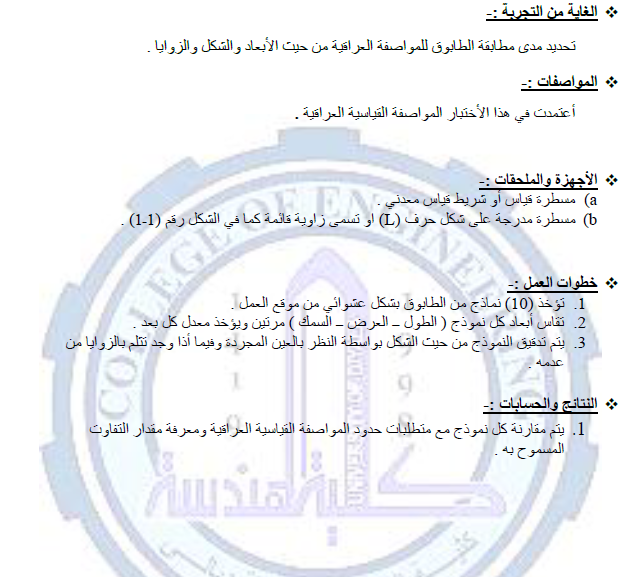 ❖ الغاية من التجربة :-
تحديد مدى مطابقة الطابوق للمواصفة العراقية من حيث الأبعاد والشكل والزوايا .
❖ المواصفات :-
أعتمدت في هذا الأختبار المواصفة القياسية العراقية .
❖ الأجهزة والملحقات :-
a) مسطرة قياس أو شريط قياس معدني .
b) مسطرة مدرجة على شكل حرف (L) او تسمى زاوية قائمة كما في الشكل رقم (1-1) .
❖ خطوات العمل :-
1. تؤخذ (10) نماذج من الطابوق بشكل عشوائي من موقع العمل .
2. تقاس أبعاد كل نموذج ( الطول – العرض – السمك ) مرتين ويؤخذ معدل كل بعد .
3. يتم تدقيق النموذج من حيث الشكل بواسطة النظر بالعين المجردة وفيما أذا وجد تثلم بالزوايا من
عدمه .
❖ النتائج والحسابات :-
1. يتم مقارنة كل نموذج مع متطلبات حدود المواصفة القياسية العراقية ومعرفة مقدار التفاوت
المسموح به .
COLLEGE OF ENGINEERING
كلية الهندسة